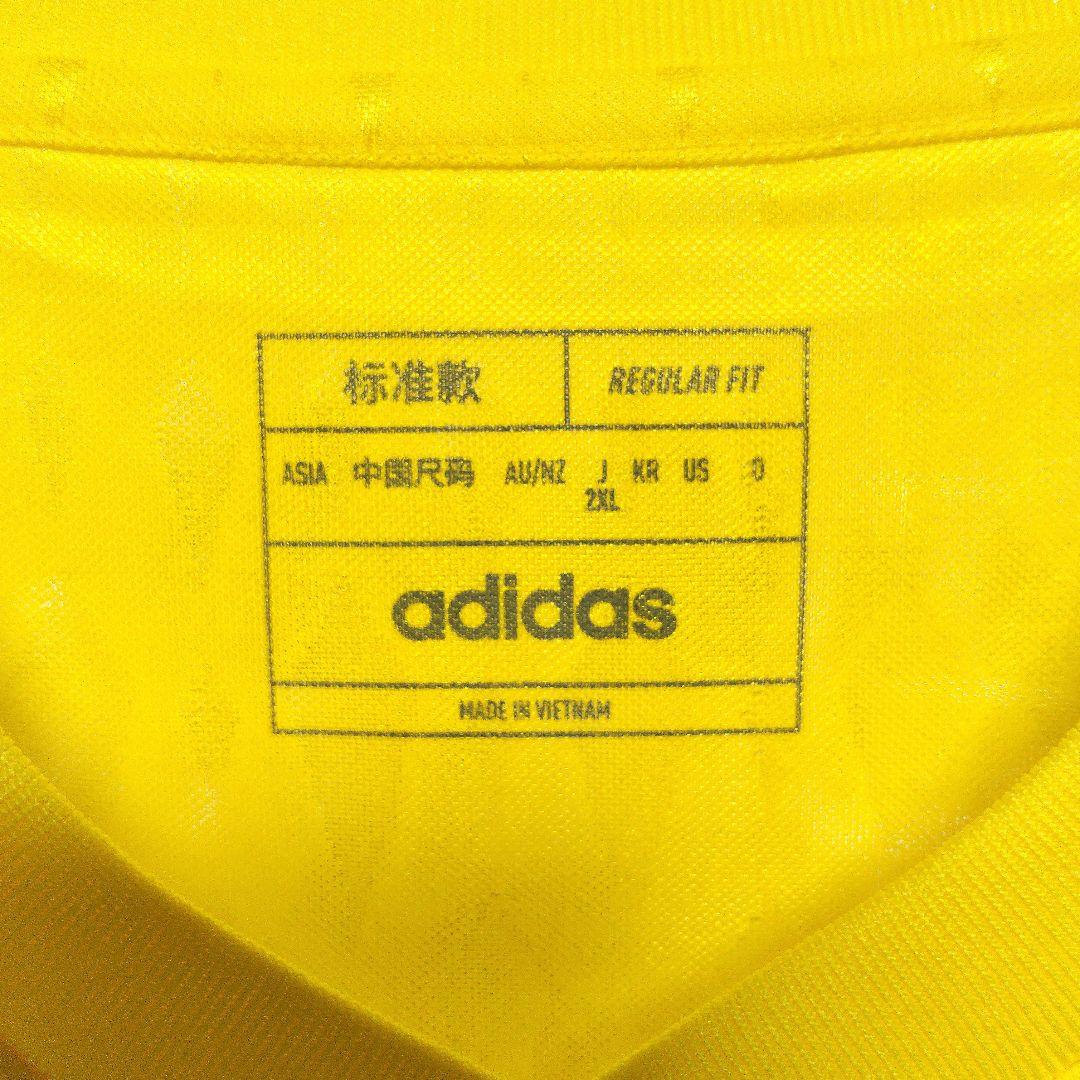 标准款 REGULAR FIT
ASIA 中国尺码 AU/NZ J KR US
2XL
adidas
MADE IN VIETNAM